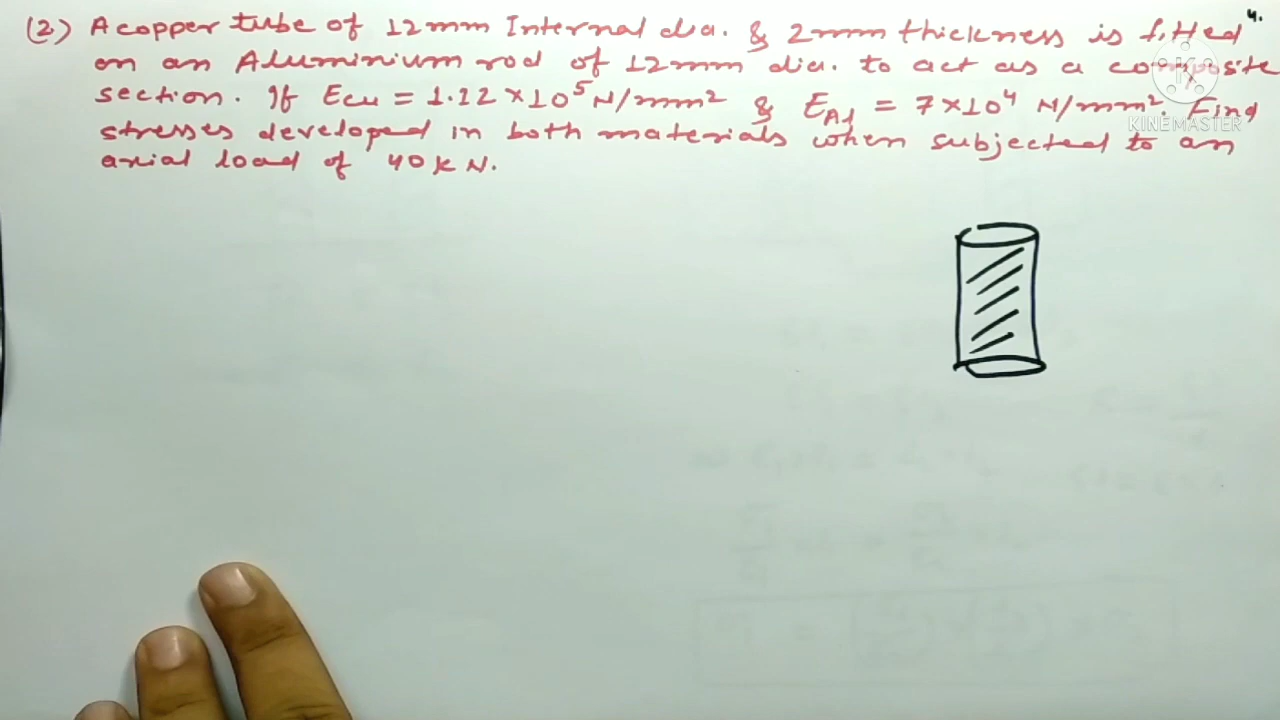 4.
(2) A copper tube of 12mm Internal dia. & 2mm thickness is fitted
on an Aluminium rod of 12mm dia. to act as a composite
section. If Ecu = 1.12 × 10⁵ N/mm² & EAl = 7×10⁴ N/mm². Find
stresses developed in both materials when subjected to an
axial load of 40 kN.
KINEMASTER